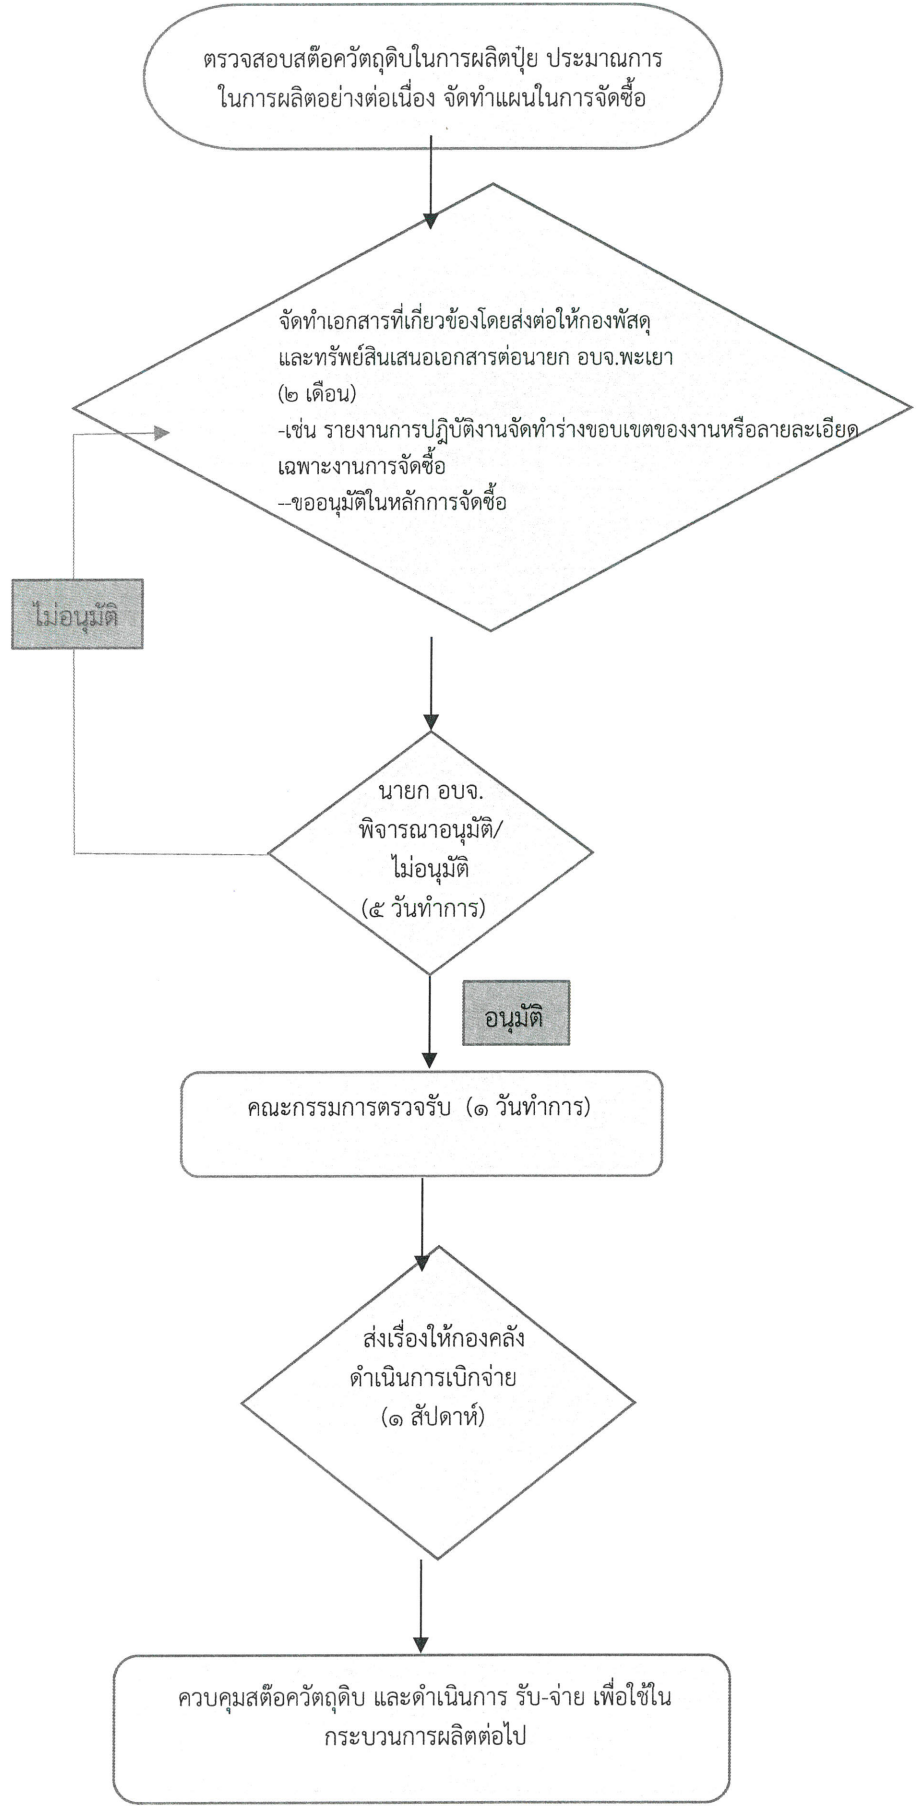 ตรวจสอบสต๊อควัตถุดิบในการผลิตปุ๋ย ประมาณการ
ในการผลิตอย่างต่อเนื่อง จัดทำแผนในการจัดซื้อ
จัดทำเอกสารที่เกี่ยวข้องโดยส่งต่อให้กองพัสดุ
และทรัพย์สินเสนอเอกสารต่อนายก อบจ.พะเยา
(๒ เดือน)
-เช่น รายงานการปฏิบัติงานจัดทำร่างขอบเขตของงานหรือลายละเอียด
เฉพาะงานการจัดซื้อ
--ขออนุมัติในหลักการจัดซื้อ
ไม่อนุมัติ
นายก อบจ.
พิจารณาอนุมัติ/
ไม่อนุมัติ
(๕ วันทำการ)
อนุมัติ
คณะกรรมการตรวจรับ (๑ วันทำการ)
ส่งเรื่องให้กองคลัง
ดำเนินการเบิกจ่าย
(๑ สัปดาห์)
ควบคุมสต๊อควัตถุดิบ และดำเนินการ รับ-จ่าย เพื่อใช้ใน
กระบวนการผลิตต่อไป